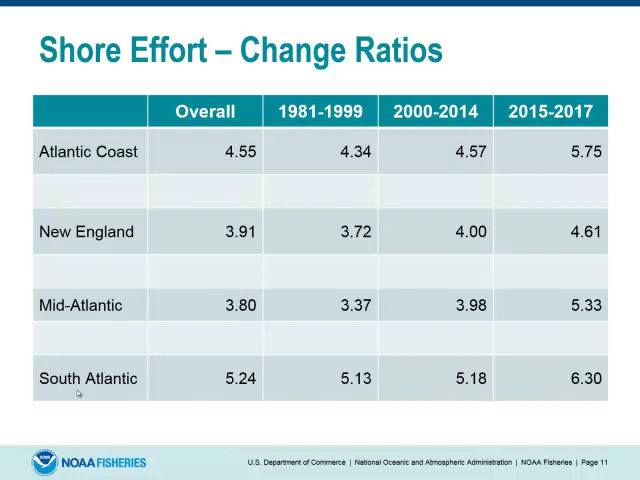 Shore Effort – Change Ratios
Overall 1981-1999 2000-2014 2015-2017
Atlantic Coast 4.55 4.34 4.57 5.75
New England 3.91 3.72 4.00 4.61
Mid-Atlantic 3.80 3.37 3.98 5.33
South Atlantic 5.24 5.13 5.18 6.30
NOAA FISHERIES
U.S. Department of Commerce | National Oceanic and Atmospheric Administration | NOAA Fisheries | Page 11